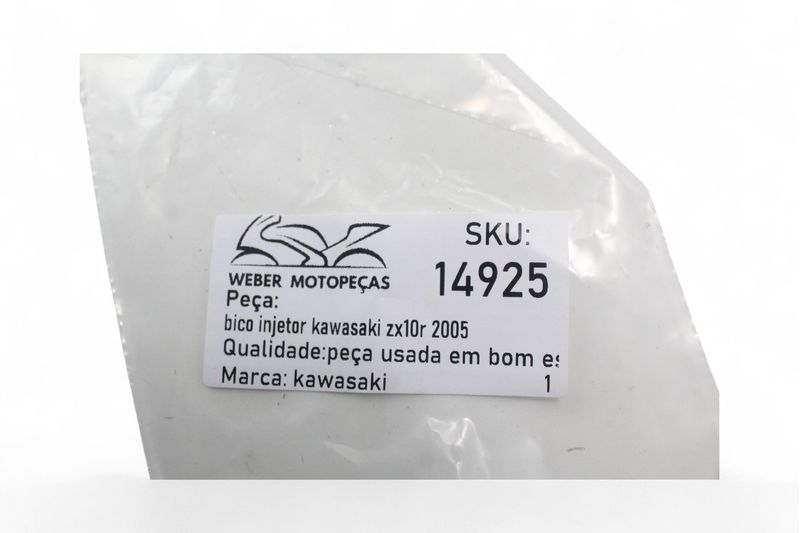 WEBER MOTOPEÇAS
SKU:
14925
Peça:
bico injetor kawasaki zx10r 2005
Qualidade:peça usada em bom es
Marca: kawasaki
1